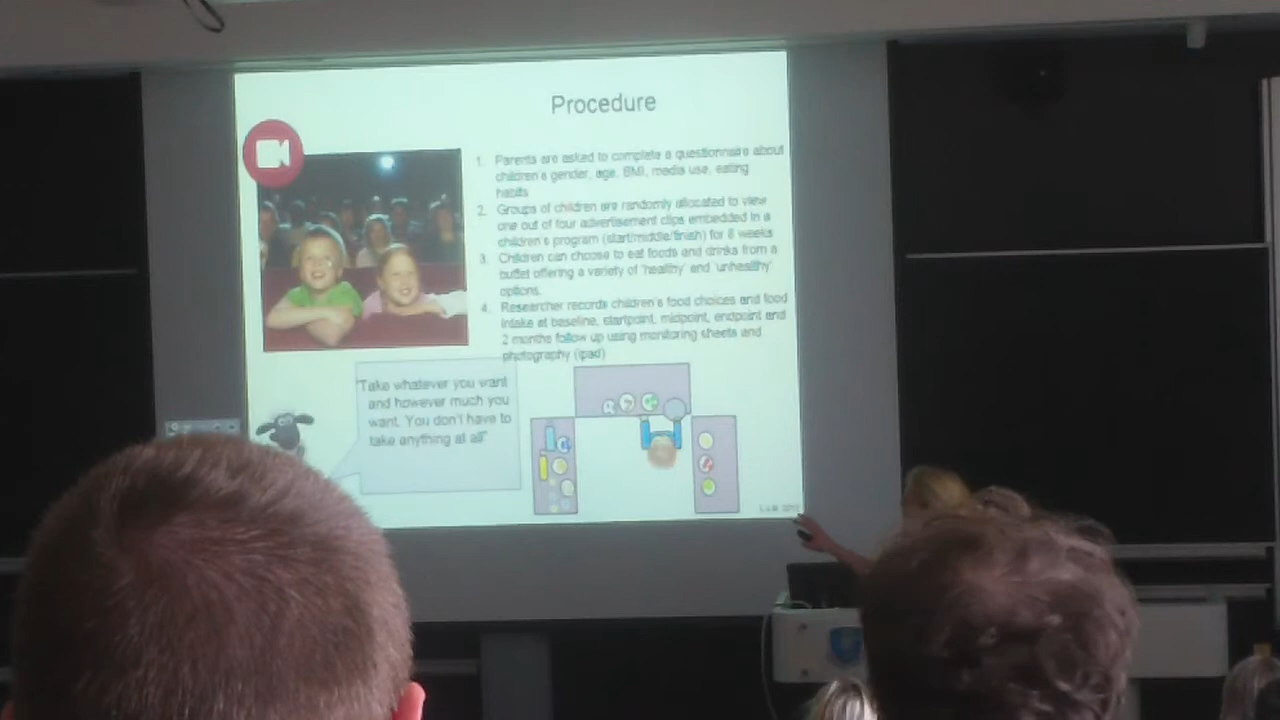 Procedure
1. Parents are asked to complete a questionnaire about
children's gender, age, BMI, media use, eating
habits
2. Groups of children are randomly allocated to view
one out of four advertisement clips embedded in a
children's program (start/middle/finish) for 8 weeks
3. Children can choose to eat foods and drinks from a
buffet offering a variety of 'healthy' and 'unhealthy'
options.
4. Researcher records children's food choices and food
intake at baseline, startpoint, midpoint, endpoint and
2 months follow up using monitoring sheets and
photography (ipad)
"Take whatever you want
and however much you
want. You don't have to
take anything at all"